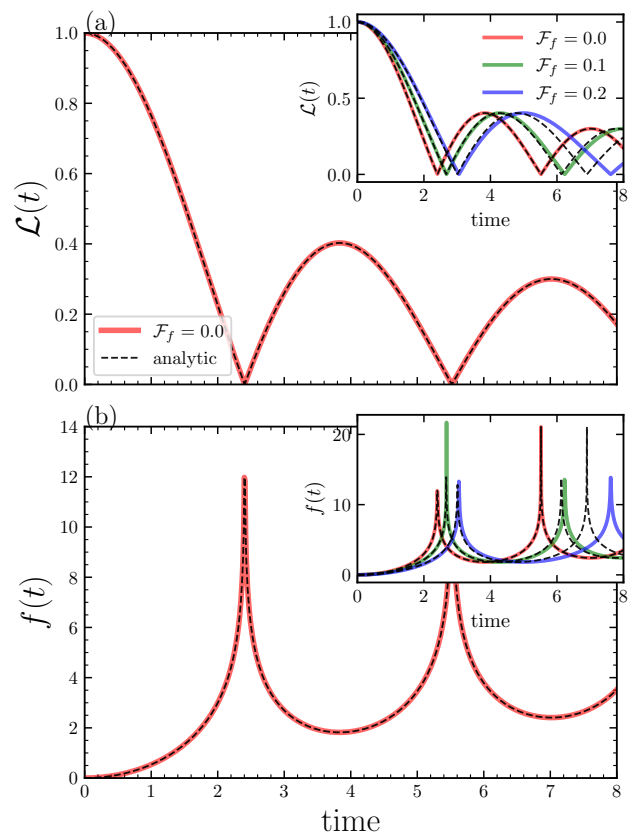 (a)
1.0
0.8
0.6
0.4
0.2
0.0
ℒ(t)
ℱ_f = 0.0
analytic
1.0
0.5
0.0
ℒ(t)
ℱ_f = 0.0
ℱ_f = 0.1
ℱ_f = 0.2
0 2 4 6 8
time
(b)
14
12
10
8
6
4
2
0
f(t)
20
10
0
f(t)
0 2 4 6 8
time
0 1 2 3 4 5 6 7 8
time